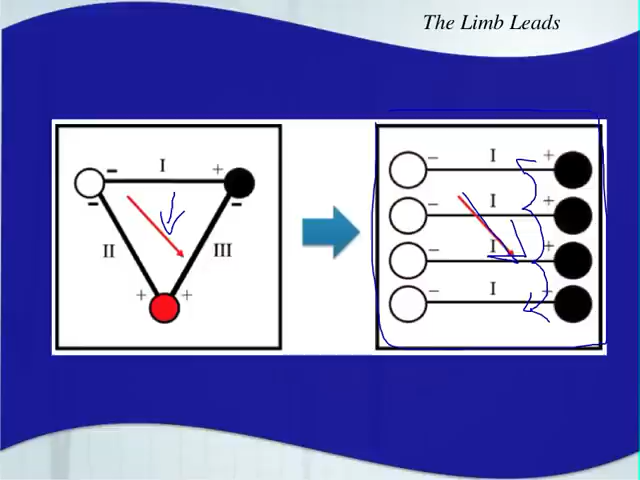 The Limb Leads
- I +
- -
II III
+ +
- I +
- I +
- I +
- I +